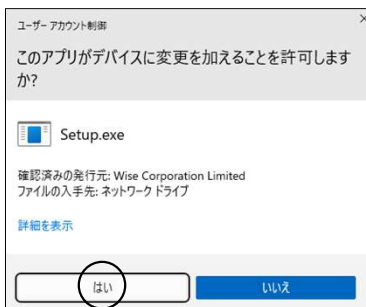 ユーザー アカウント制御
×
このアプリがデバイスに変更を加えることを許可します
か?
Setup.exe
確認済みの発行元: Wise Corporation Limited
ファイルの入手先: ネットワーク ドライブ
詳細を表示
はい
いいえ